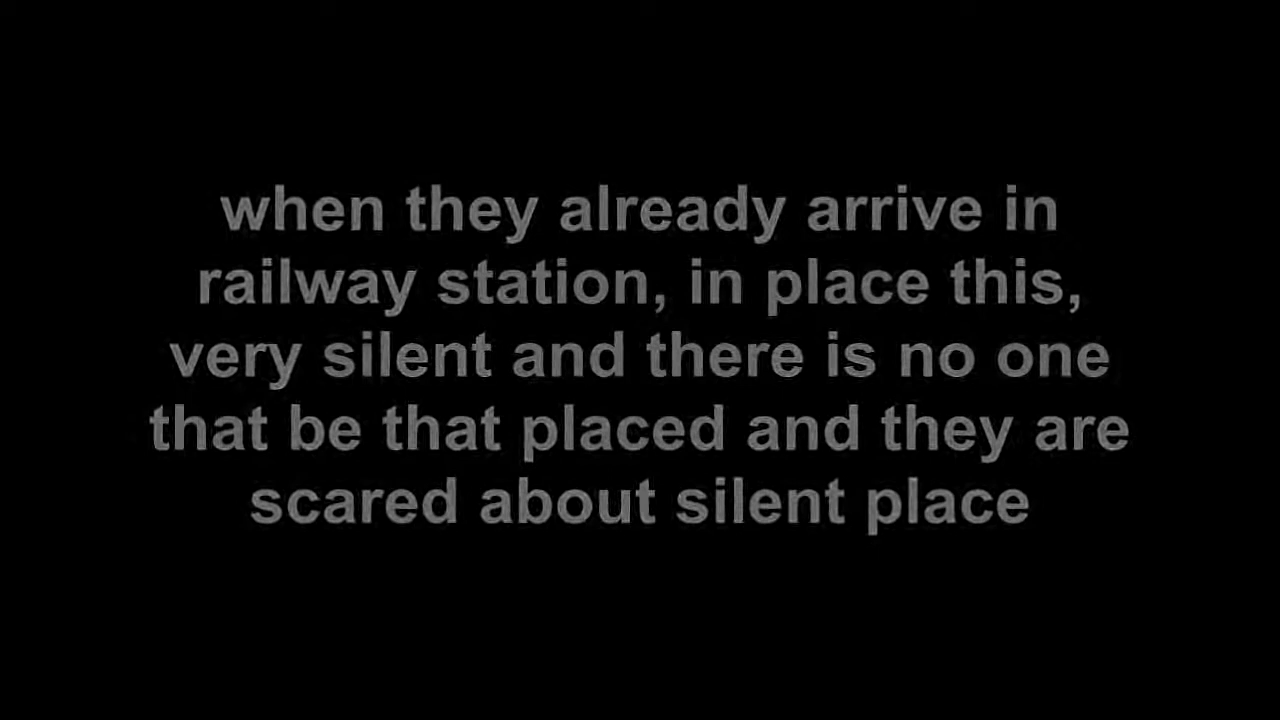 when they already arrive in
railway station, in place this,
very silent and there is no one
that be that placed and they are
scared about silent place